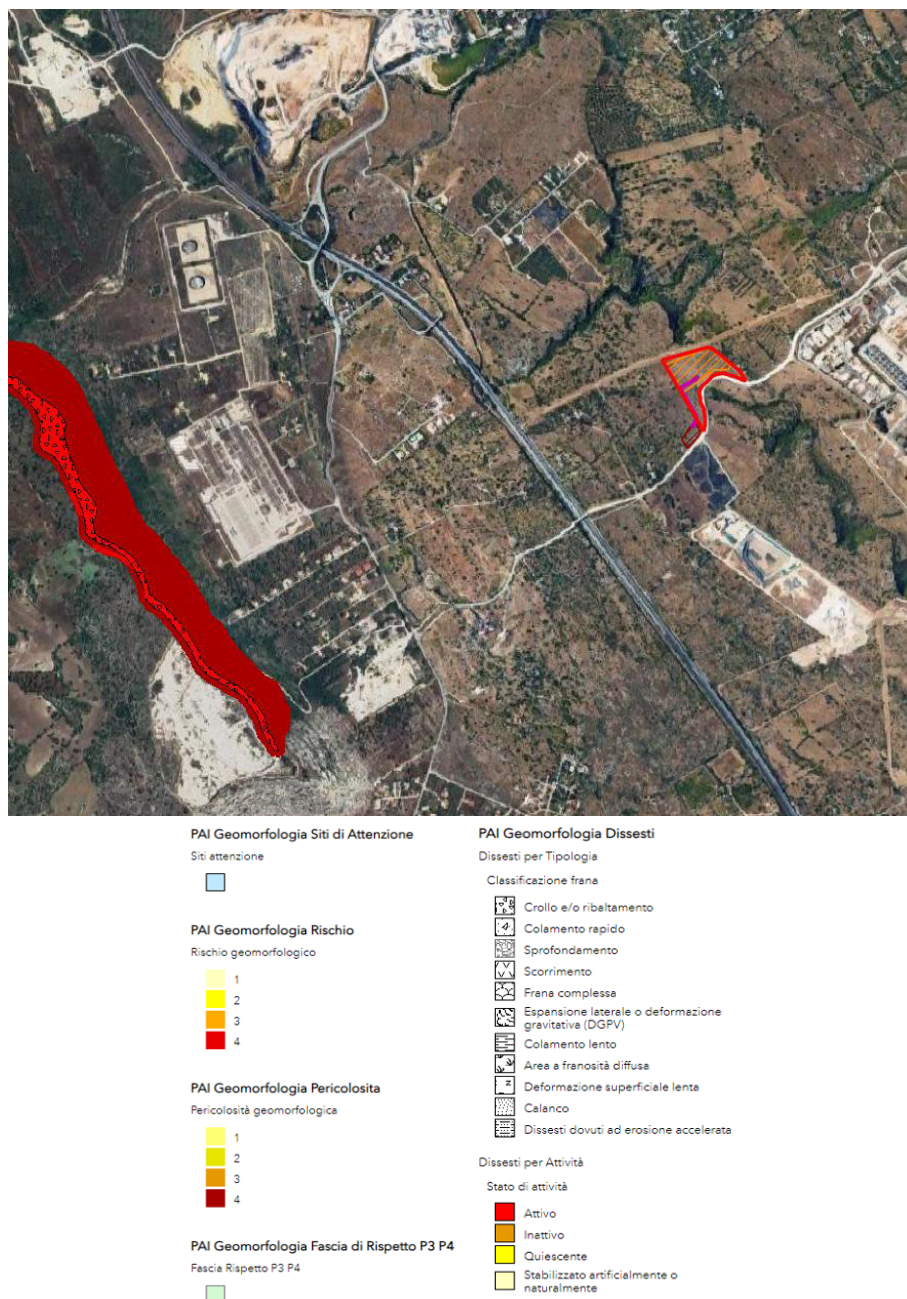 PAI Geomorfologia Siti di Attenzione
Siti attenzione
PAI Geomorfologia Rischio
Rischio geomorfologico
1
2
3
4
PAI Geomorfologia Pericolosita
Pericolosità geomorfologica
1
2
3
4
PAI Geomorfologia Fascia di Rispetto P3 P4
Fascia Rispetto P3 P4
PAI Geomorfologia Dissesti
Dissesti per Tipologia
Classificazione frana
Crollo e/o ribaltamento
Colamento rapido
Sprofondamento
Scorrimento
Frana complessa
Espansione laterale o deformazione
gravitativa (DGPV)
Colamento lento
Area a franosità diffusa
Deformazione superficiale lenta
Calanco
Dissesti dovuti ad erosione accelerata
Dissesti per Attività
Stato di attività
Attivo
Inattivo
Quiescente
Stabilizzato artificialmente o
naturalmente